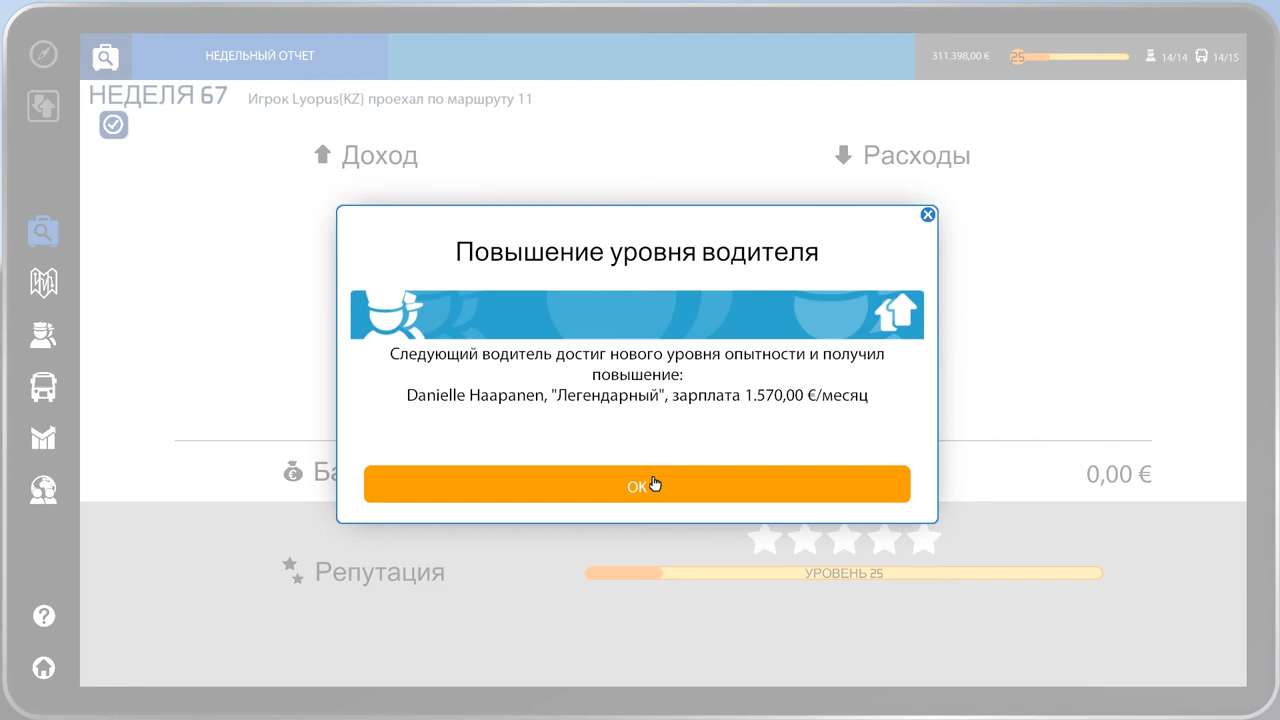 НЕДЕЛЬНЫЙ ОТЧЕТ
311.398,00 €
25
14/14
14/15
НЕДЕЛЯ 67
Игрок Lyopus(KZ) проехал по маршруту 11
Доход
Расходы
Повышение уровня водителя
Следующий водитель достиг нового уровня опытности и получил
повышение:
Danielle Haapanen, "Легендарный", зарплата 1.570,00 €/месяц
0,00 €
OK
Репутация
УРОВЕНЬ 25